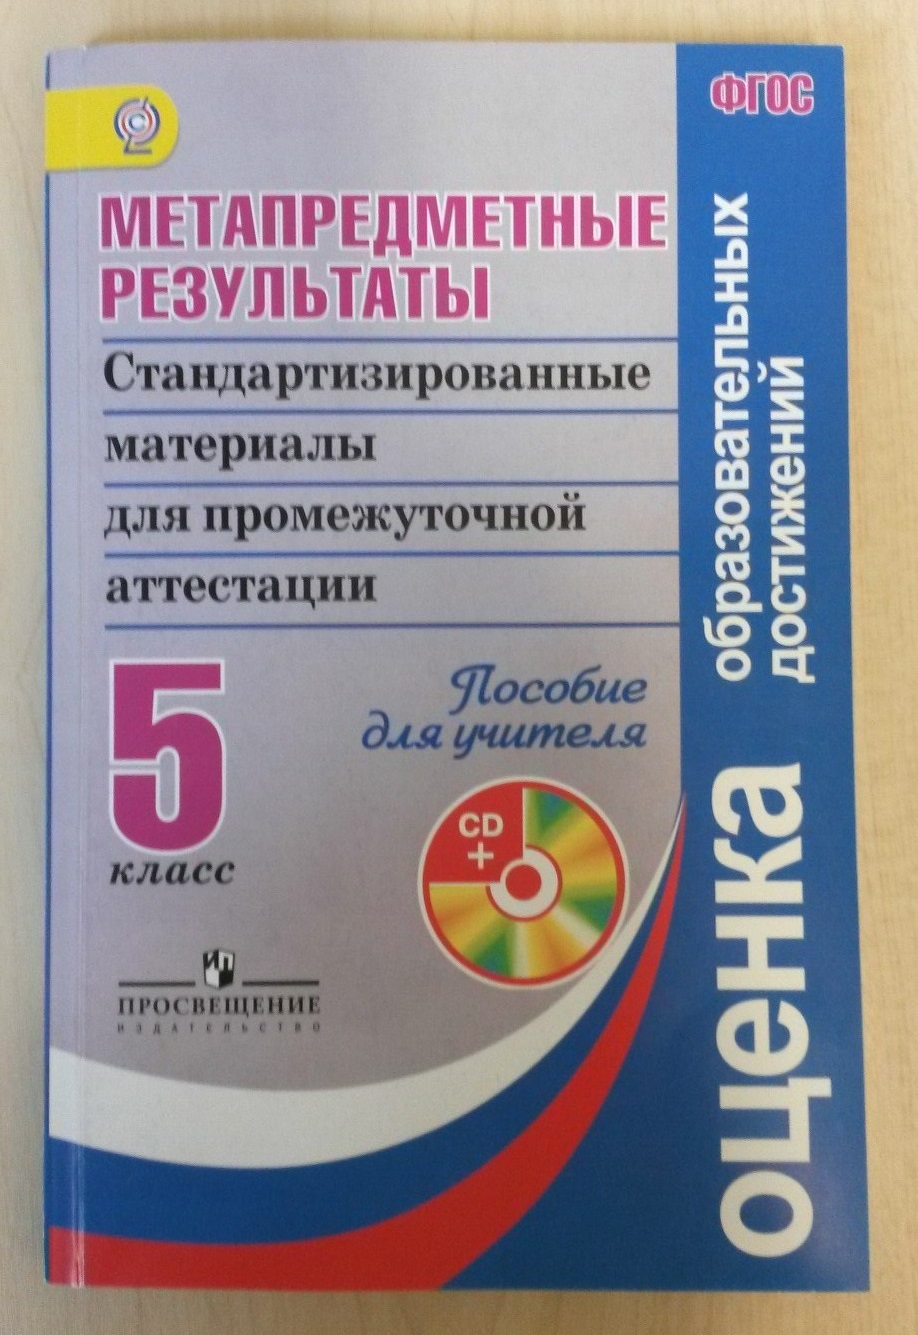 ФГОС
МЕТАПРЕДМЕТНЫЕ
РЕЗУЛЬТАТЫ
Стандартизированные
материалы
для промежуточной
аттестации
5
класс
Пособие
для учителя
CD
+
ИП
ПРОСВЕЩЕНИЕ
ИЗДАТЕЛЬСТВО
оценка
образовательных
достижений